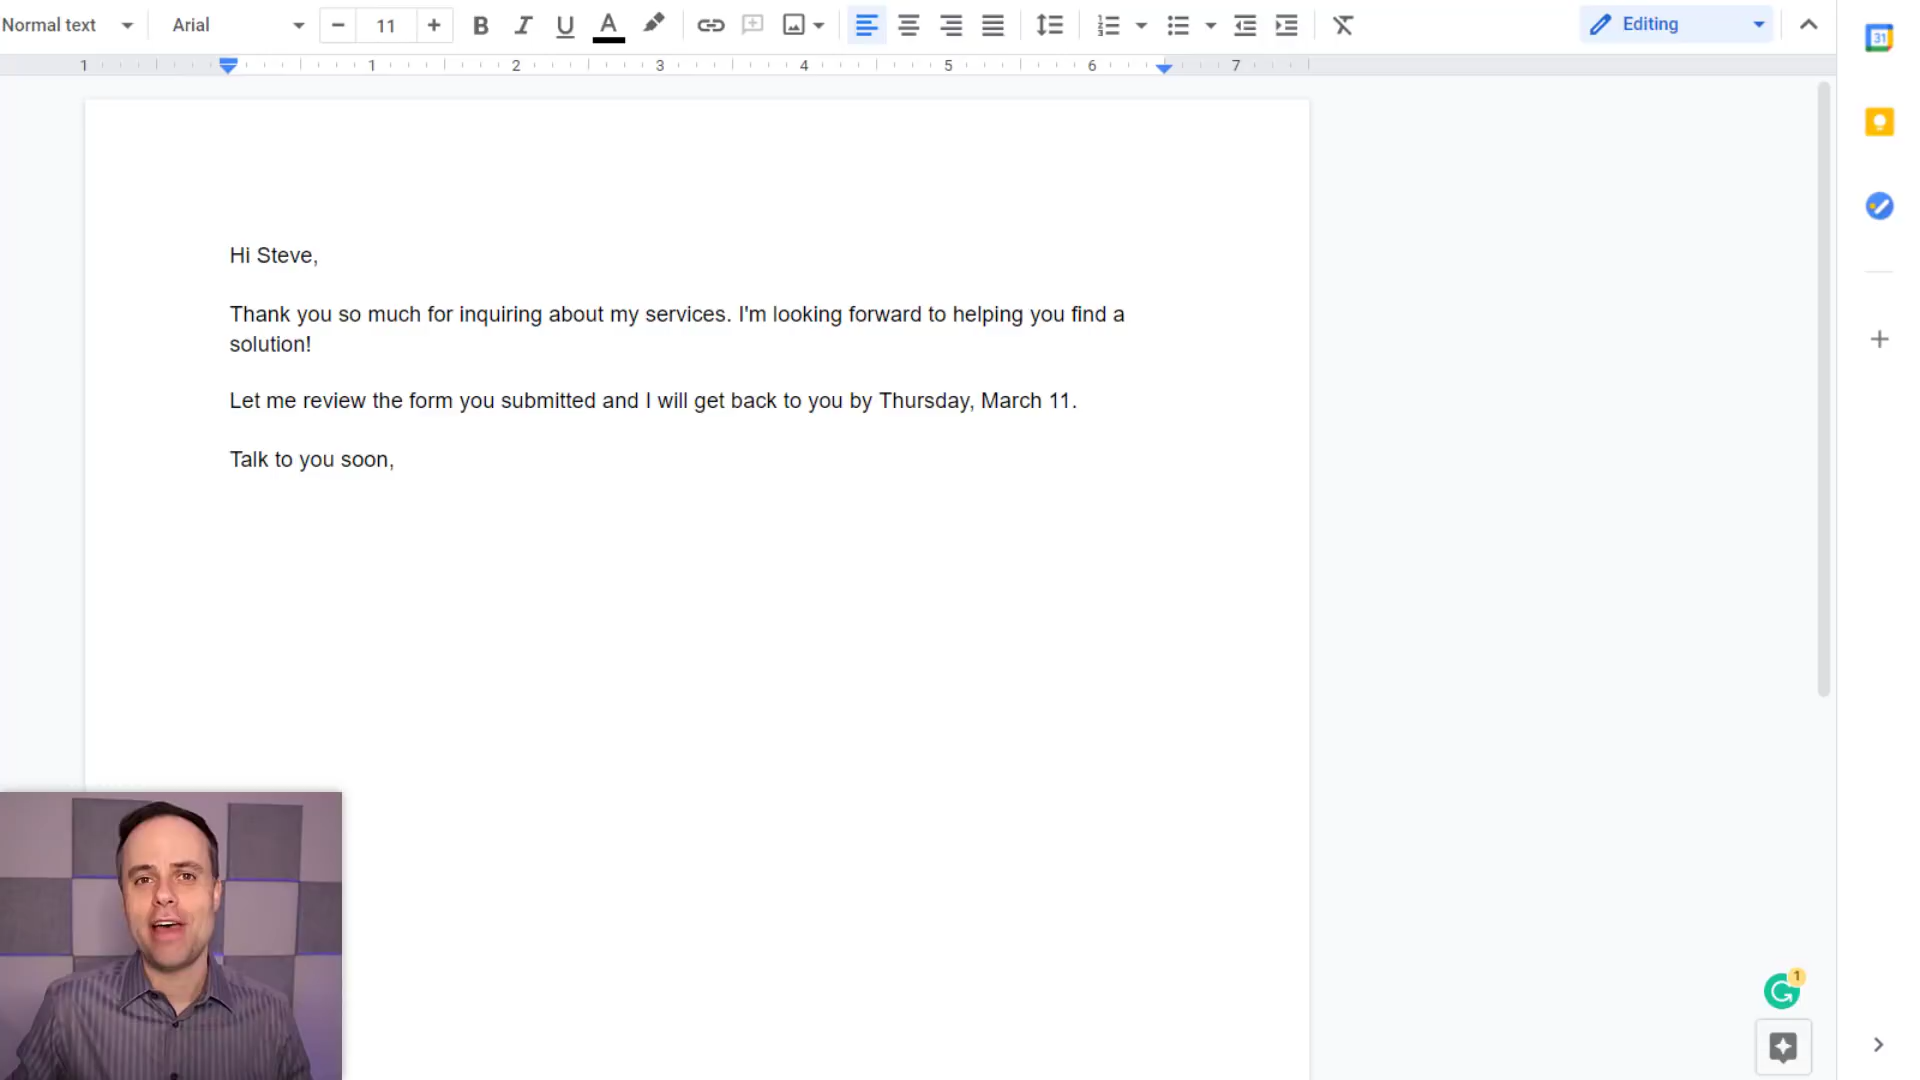 Normal text Arial 11 B I U A Editing
1 1 2 3 4 5 6 7
31
Hi Steve,
Thank you so much for inquiring about my services. I'm looking forward to helping you find a
solution!
Let me review the form you submitted and I will get back to you by Thursday, March 11.
Talk to you soon,
1